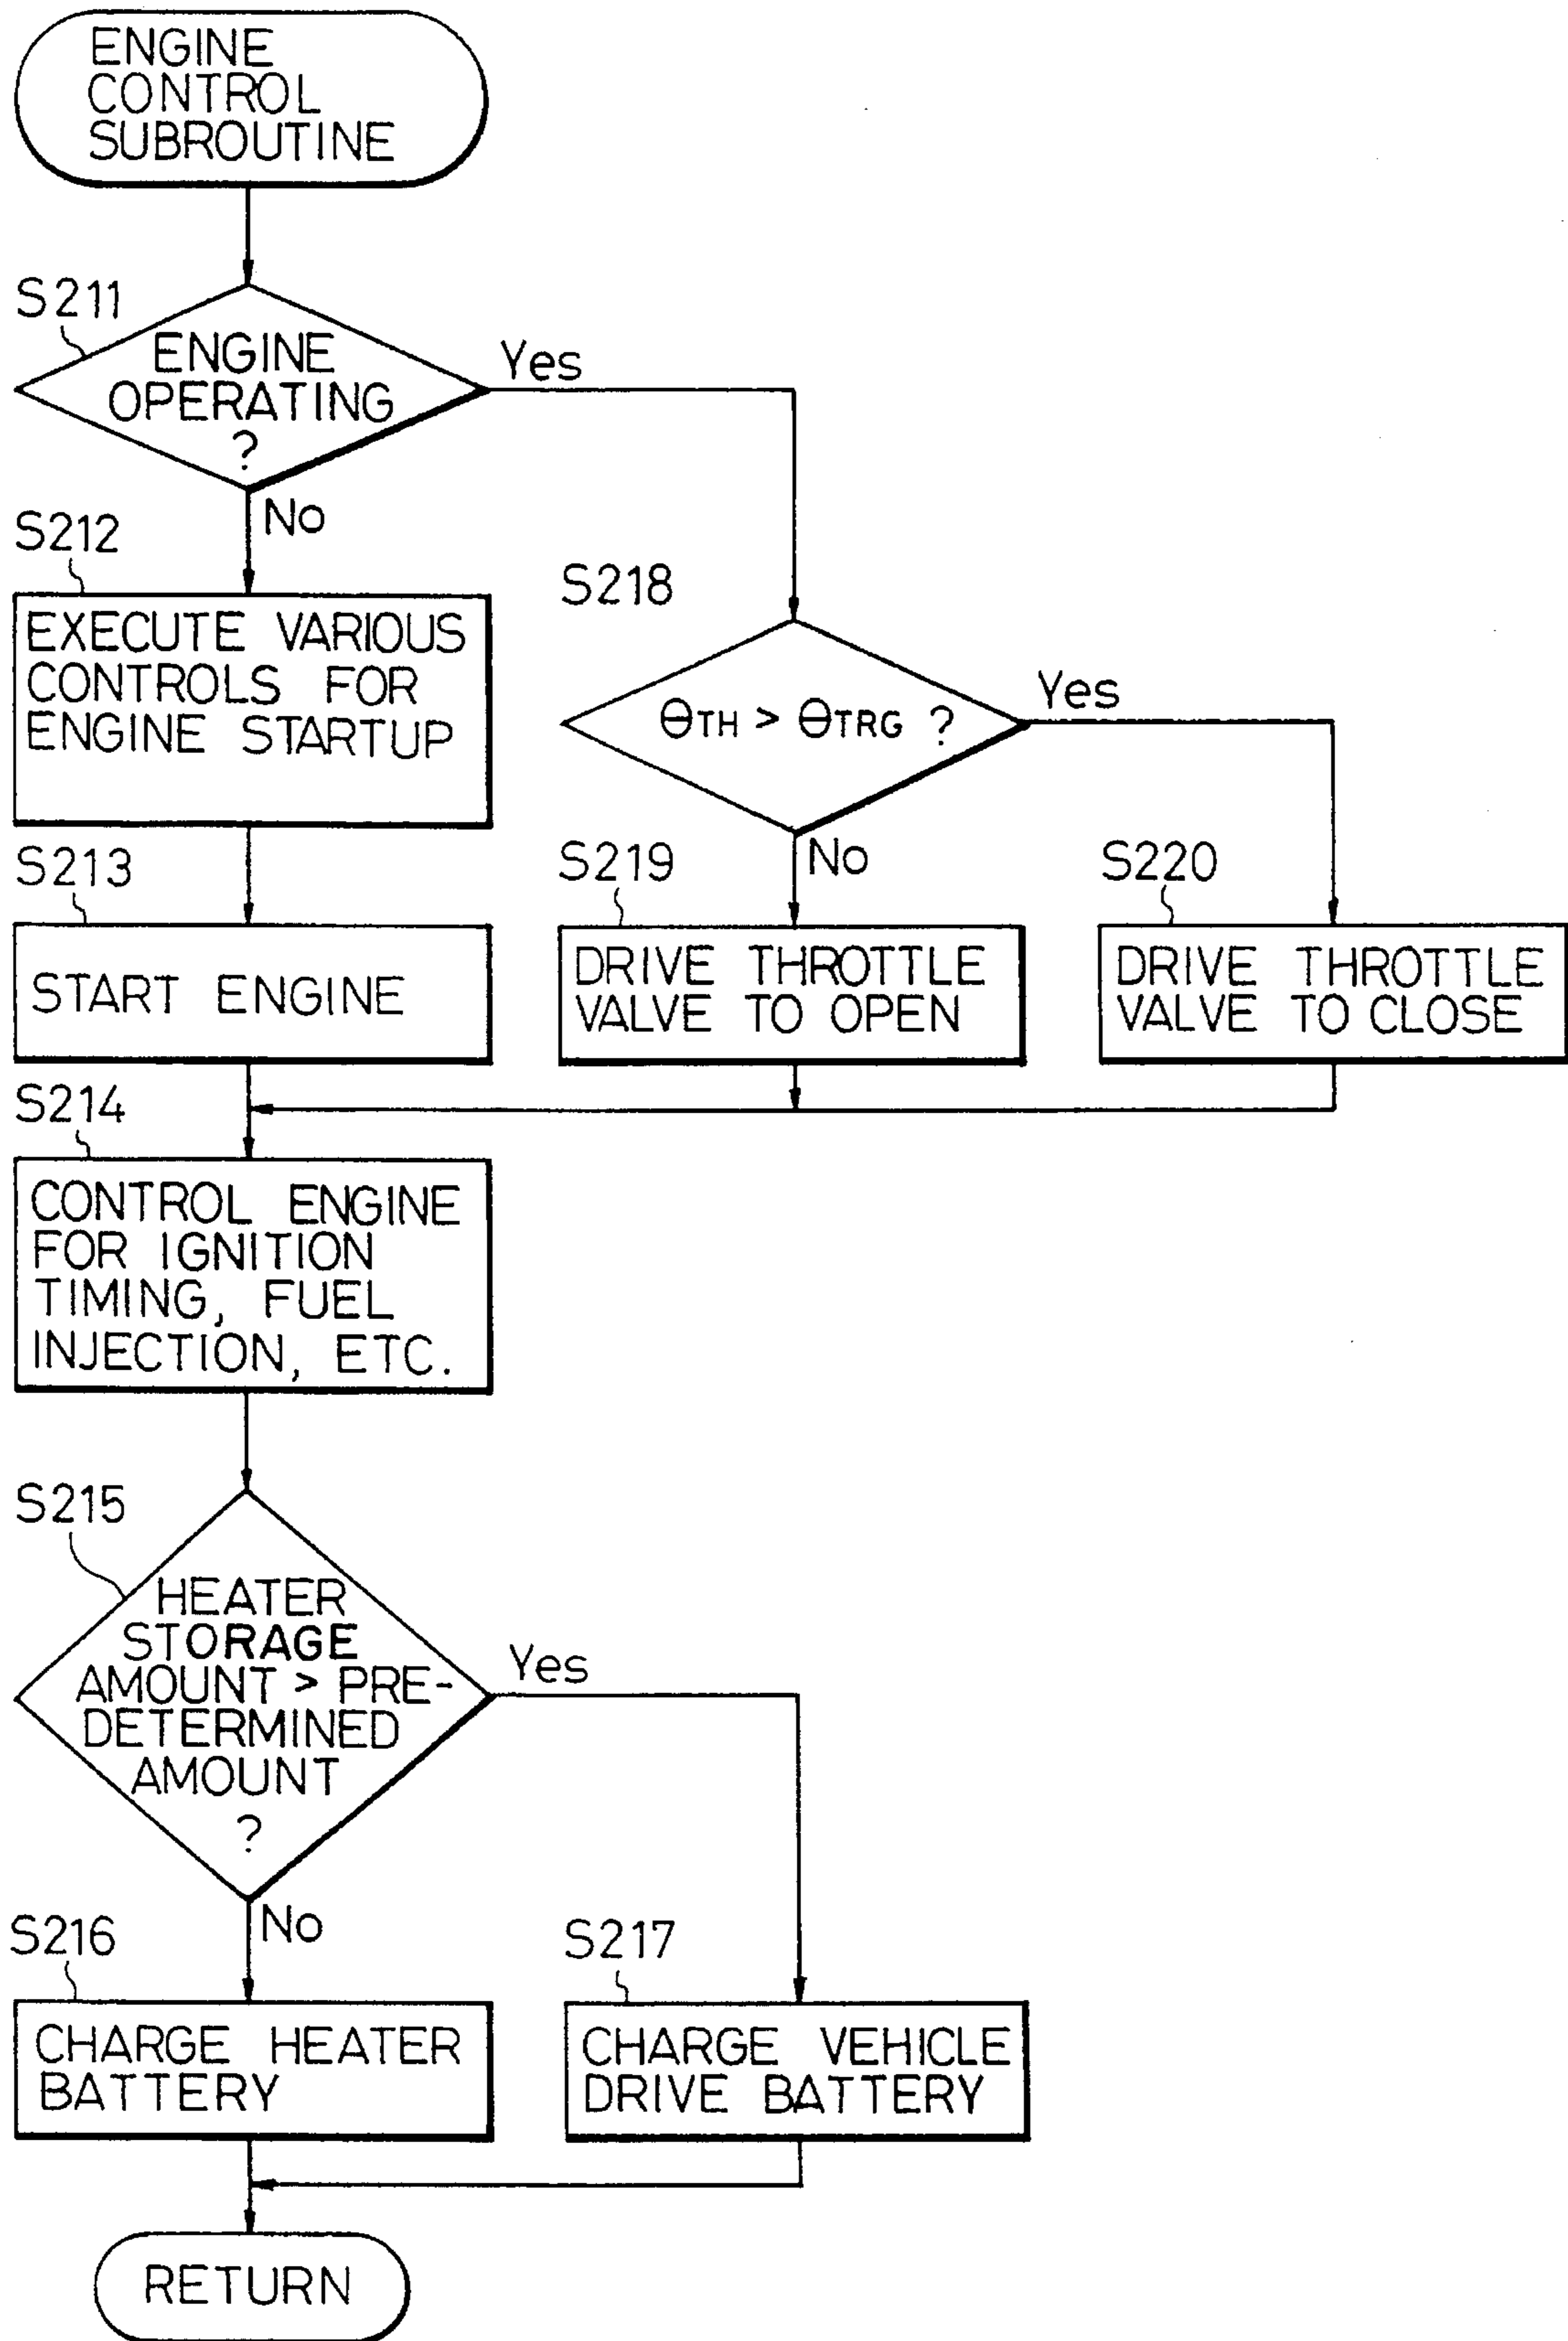 ENGINE
CONTROL
SUBROUTINE
S211
ENGINE
OPERATING
?
Yes
No
S212
EXECUTE VARIOUS
CONTROLS FOR
ENGINE STARTUP
S218
ΘTH > ΘTRG ?
Yes
No
S213
START ENGINE
S219
DRIVE THROTTLE
VALVE TO OPEN
S220
DRIVE THROTTLE
VALVE TO CLOSE
S214
CONTROL ENGINE
FOR IGNITION
TIMING, FUEL
INJECTION, ETC.
S215
HEATER
STORAGE
AMOUNT > PRE-
DETERMINED
AMOUNT
?
Yes
No
S216
CHARGE HEATER
BATTERY
S217
CHARGE VEHICLE
DRIVE BATTERY
RETURN